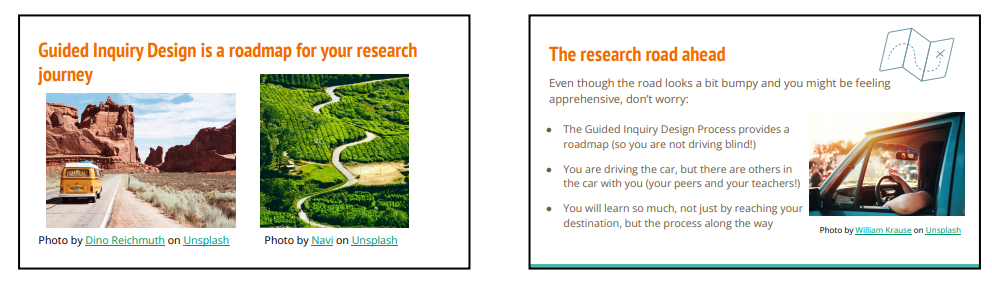 Guided Inquiry Design is a roadmap for your research
journey
Photo by Dino Reichmuth on Unsplash
Photo by Navi on Unsplash
The research road ahead
Even though the road looks a bit bumpy and you might be feeling
apprehensive, don't worry:
● The Guided Inquiry Design Process provides a
roadmap (so you are not driving blind!)
● You are driving the car, but there are others in
the car with you (your peers and your teachers!)
● You will learn so much, not just by reaching your
destination, but the process along the way
Photo by William Krause on Unsplash